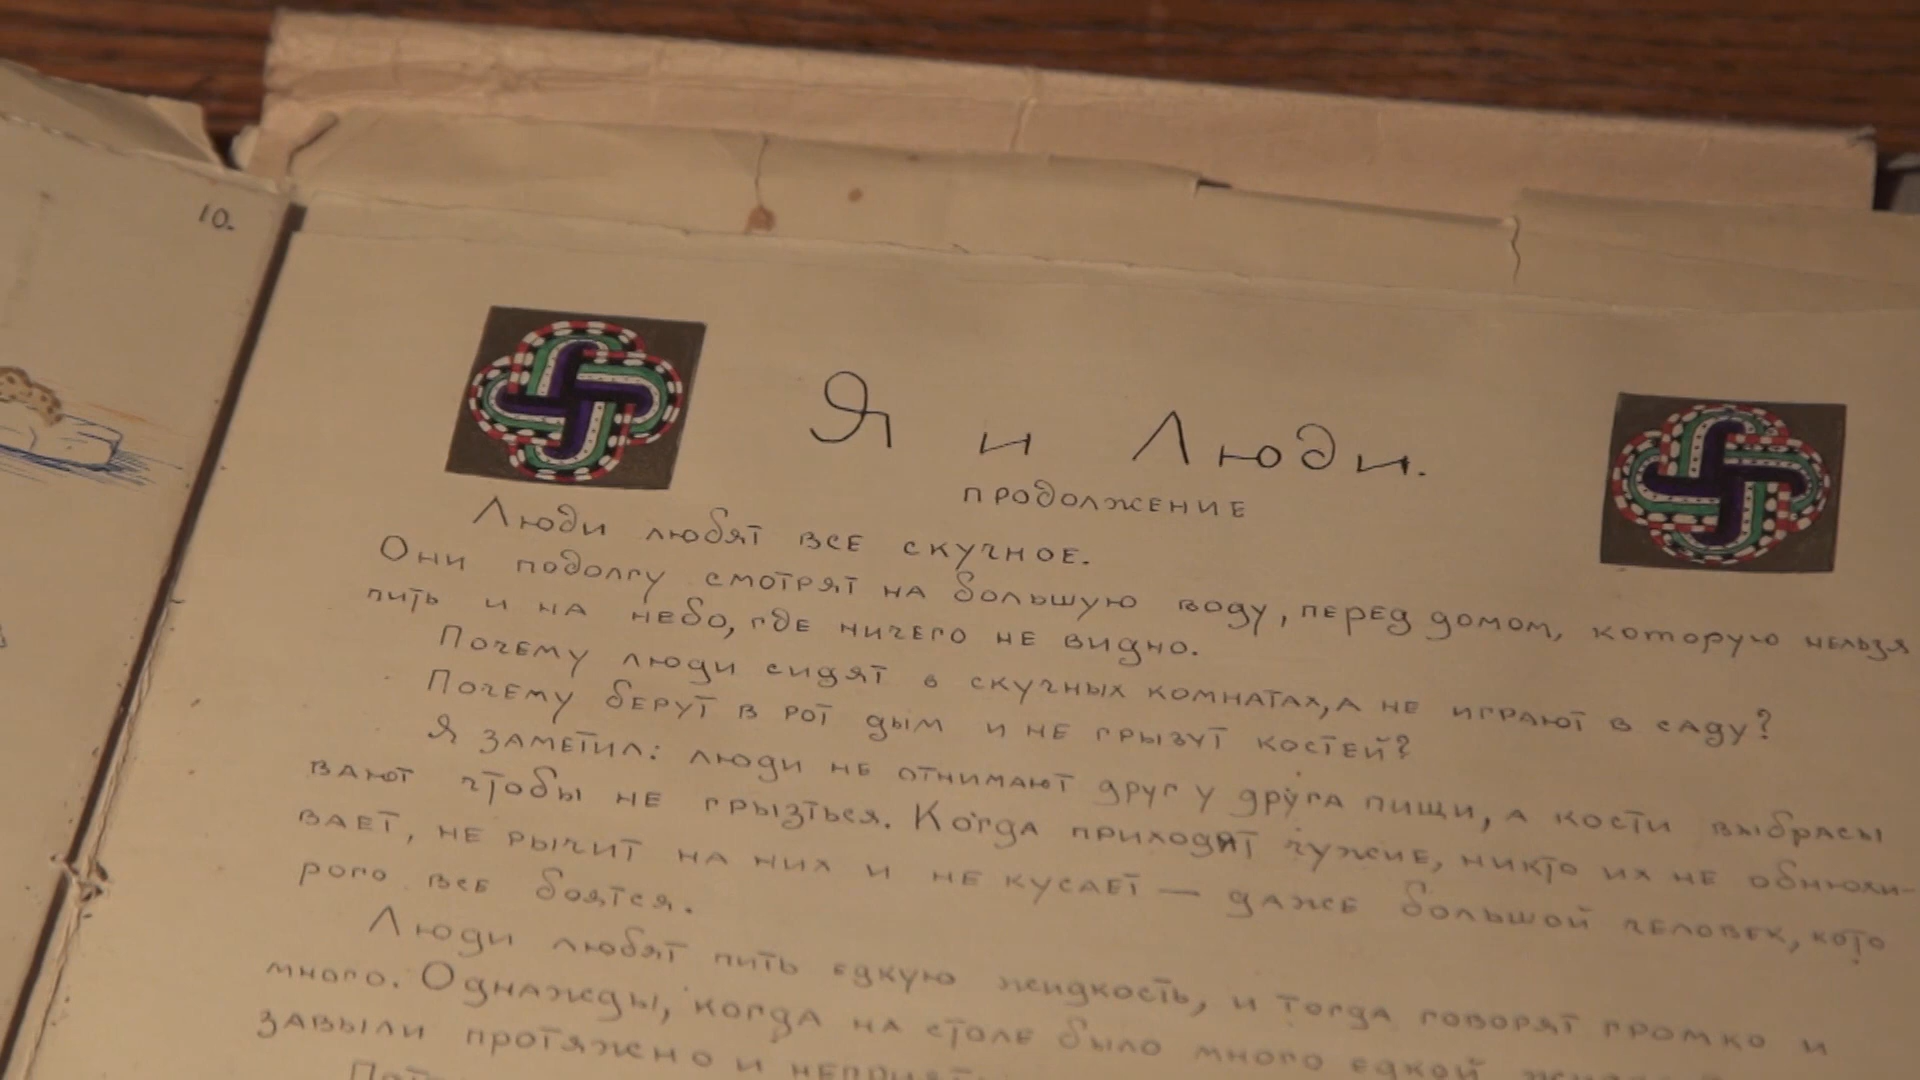 10.
Я и Люди.
продолжение
Люди любят все скучное.
Они подолгу смотрят на большую воду, перед домом, которую нельзя
пить и на небо, где ничего не видно.
Почему люди сидят в скучных комнатах, а не играют в саду?
Почему берут в рот дым и не грызут костей?
Я заметил: люди не отнимают друг у друга пищи, а кости выбрасы
вают чтобы не грызться. Когда приходят чужие, никто их не обнюхи-
вает, не рычит на них и не кусает — даже большой человек, кото
рого все боятся.
Люди любят пить едкую жидкость, и тогда говорят громко и
много. Однажды, когда на столе было много едкой
завыли протяжно и